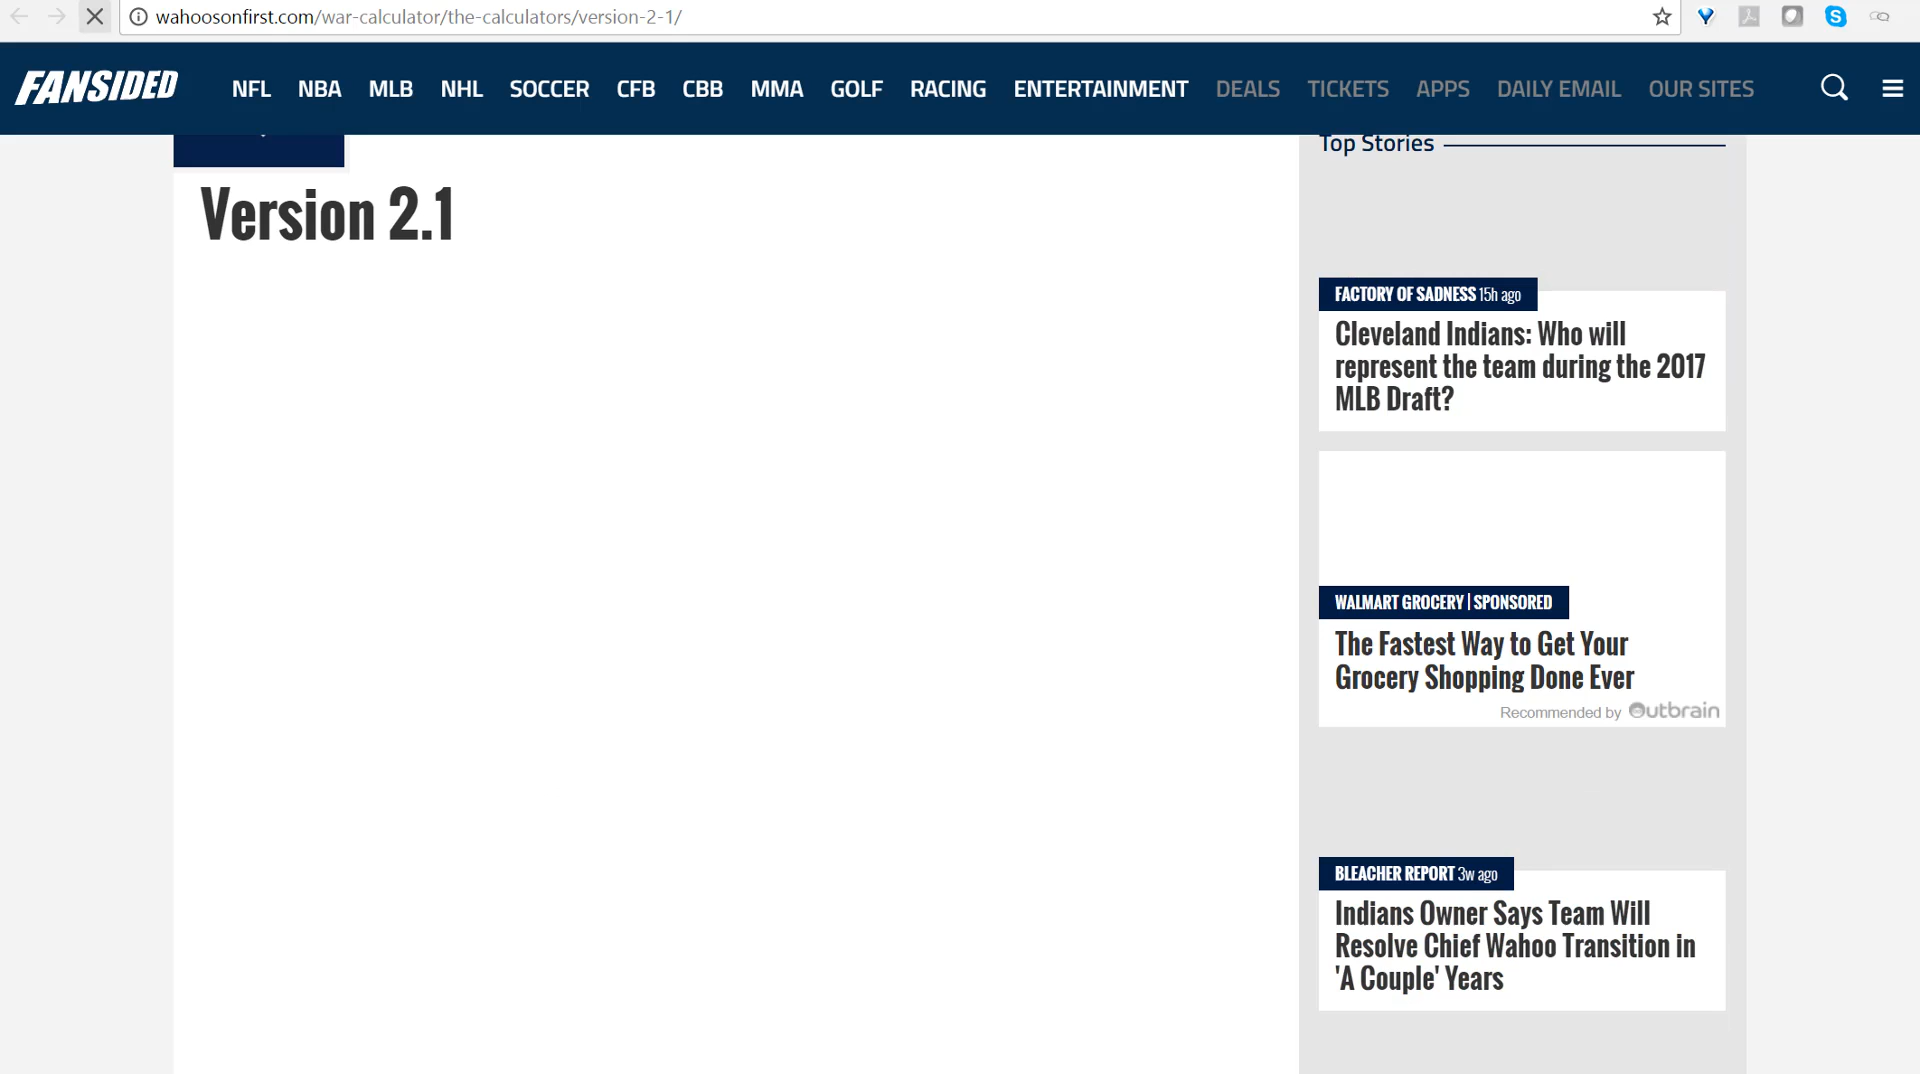 wahoosonfirst.com/war-calculator/the-calculators/version-2-1/
FANSIDED NFL NBA MLB NHL SOCCER CFB CBB MMA GOLF RACING ENTERTAINMENT DEALS TICKETS APPS DAILY EMAIL OUR SITES
Version 2.1
Top Stories
FACTORY OF SADNESS 15h ago
Cleveland Indians: Who will
represent the team during the 2017
MLB Draft?
WALMART GROCERY | SPONSORED
The Fastest Way to Get Your
Grocery Shopping Done Ever
Recommended by Outbrain
BLEACHER REPORT 3w ago
Indians Owner Says Team Will
Resolve Chief Wahoo Transition in
'A Couple' Years